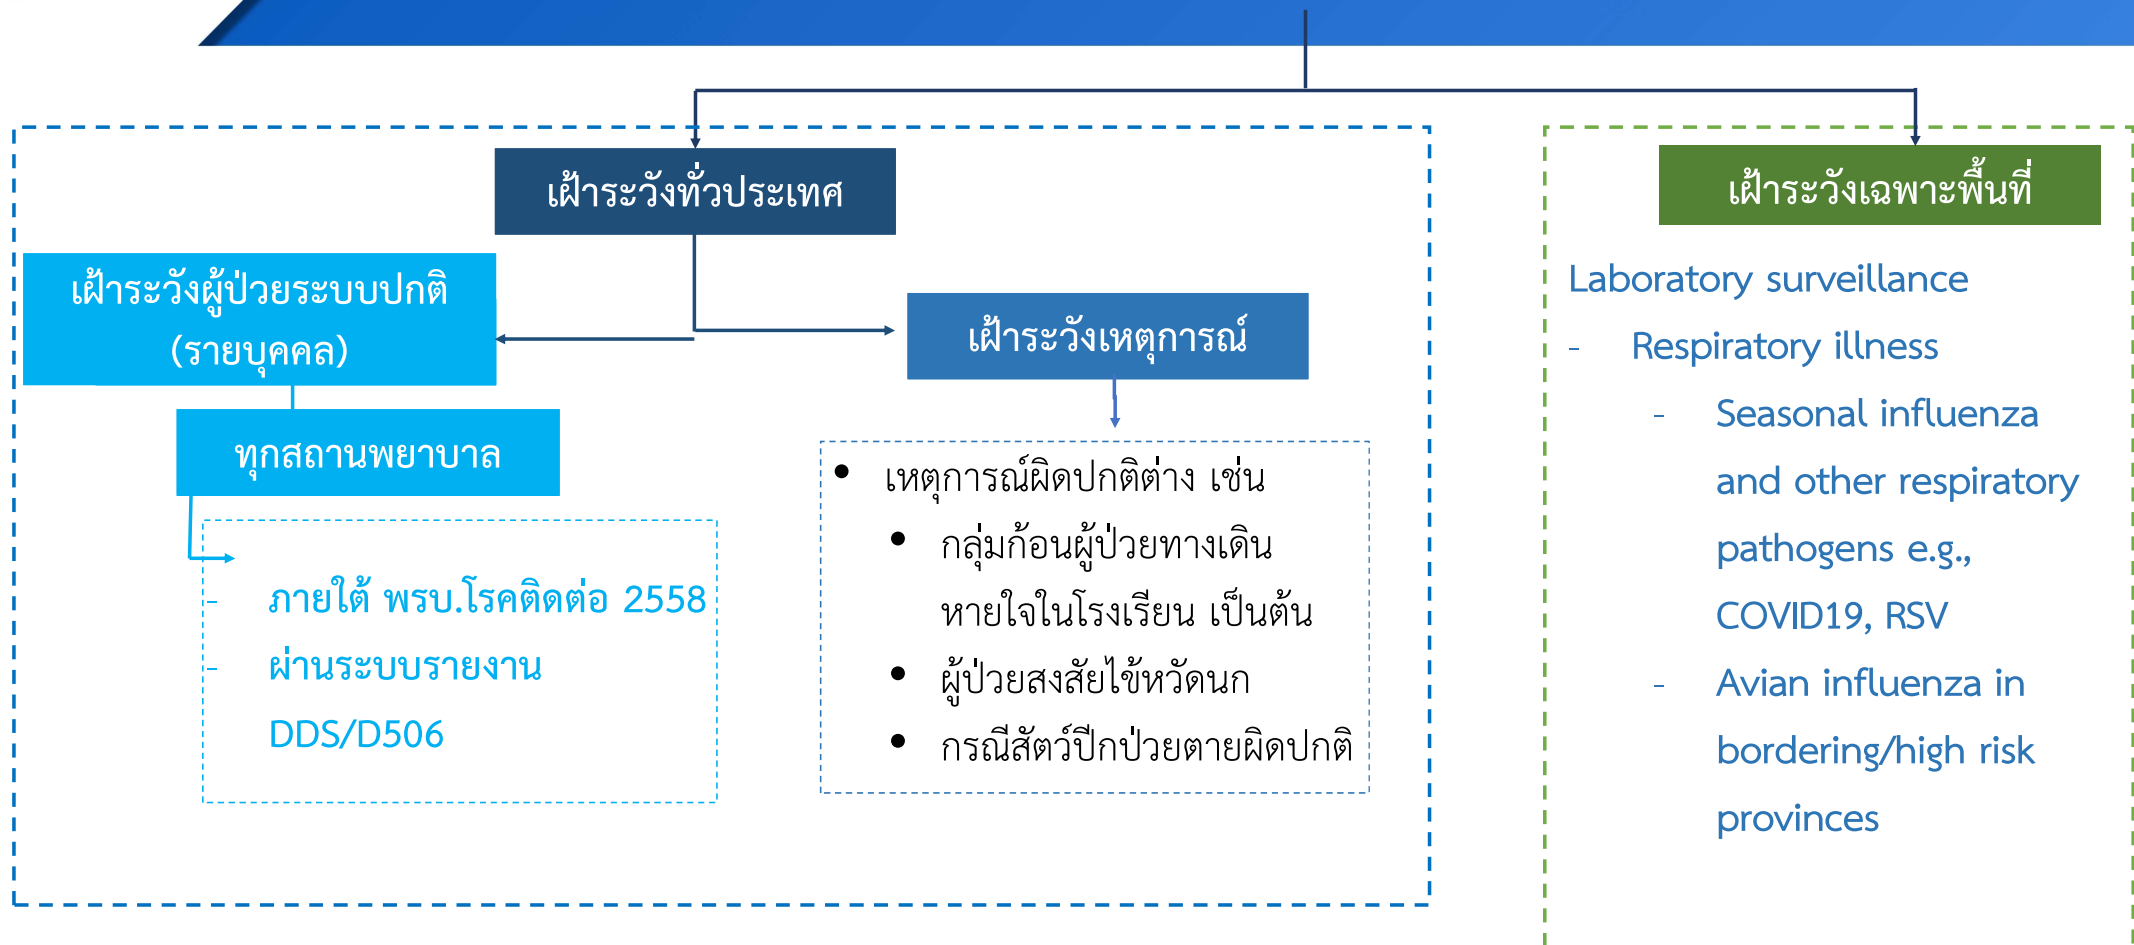 เฝ้าระวังทั่วประเทศ
เฝ้าระวังผู้ป่วยระบบปกติ
(รายบุคคล)
ทุกสถานพยาบาล
- ภายใต้ พรบ.โรคติดต่อ 2558
- ผ่านระบบรายงาน
DDS/D506
เฝ้าระวังเหตุการณ์
• เหตุการณ์ผิดปกติต่าง เช่น
• กลุ่มก้อนผู้ป่วยทางเดิน
หายใจในโรงเรียน เป็นต้น
• ผู้ป่วยสงสัยไข้หวัดนก
• กรณีสัตว์ปีกป่วยตายผิดปกติ
เฝ้าระวังเฉพาะพื้นที่
Laboratory surveillance
- Respiratory illness
- Seasonal influenza
and other respiratory
pathogens e.g.,
COVID19, RSV
- Avian influenza in
bordering/high risk
provinces